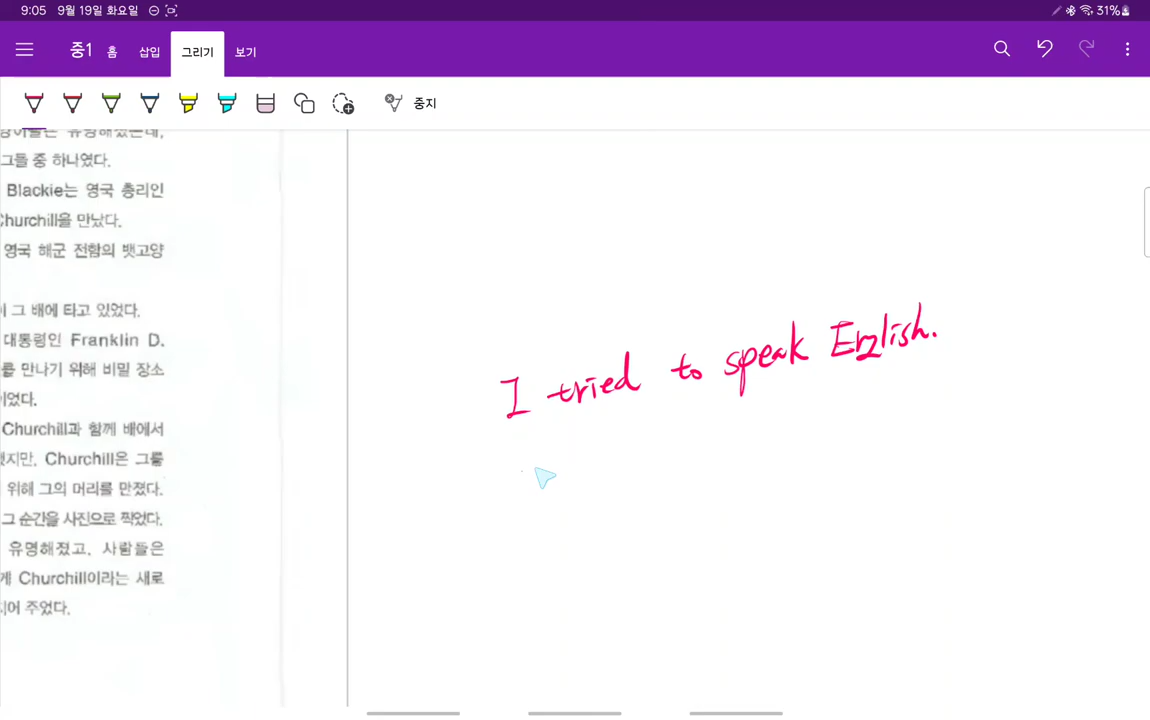 9:05 9월 19일 화요일 31%
중1 홈 삽입 그리기 보기
중지
유명해졌는데,
그들 중 하나였다.
Blackie는 영국 총리인
Churchill을 만났다.
영국 해군 전함의 뱃고양
그 배에 타고 있었다.
대통령인 Franklin D.
를 만나기 위해 비밀 장소
이었다.
Churchill과 함께 배에서
했지만, Churchill은 그를
위해 그의 머리를 만졌다.
그 순간을 사진으로 찍었다.
유명해졌고, 사람들은
게 Churchill이라는 새로
지어 주었다.
I tried to speak English.